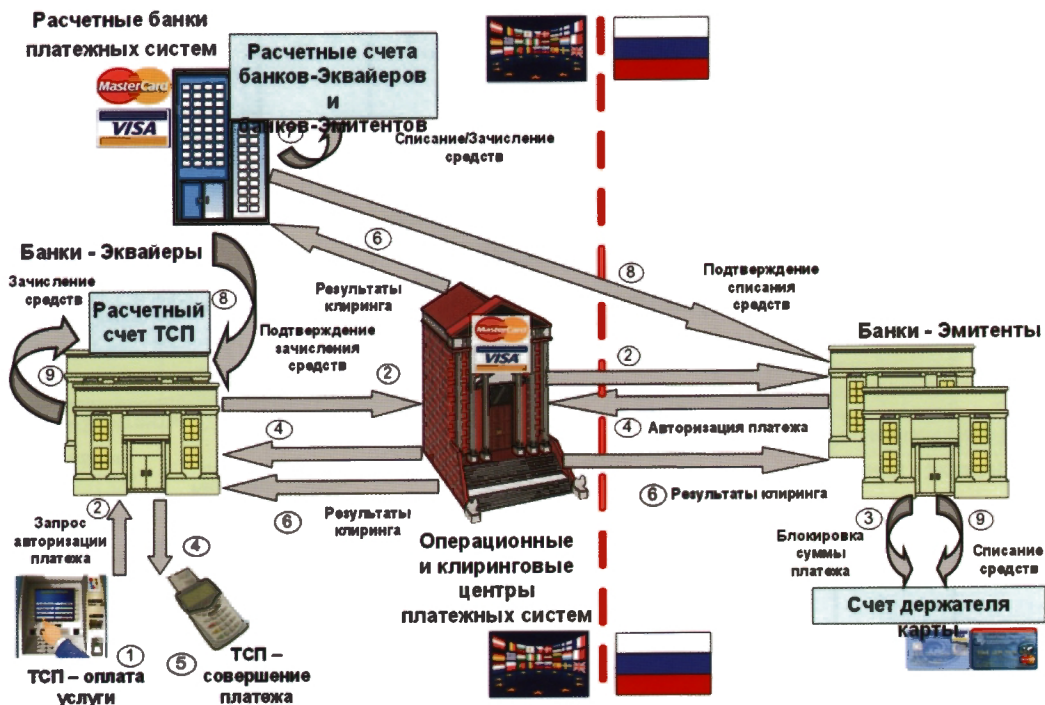 Расчетные банки
платежных систем
MasterCard
VISA
Расчетные счета
банков-Эквайеров
и
банков-Эмитентов
7
Списание/Зачисление
средств
Банки - Эквайеры
Зачисление
средств
8
Расчетный
счет ТСП
9
6
Результаты
клиринга
Подтверждение
зачисления
средств
8
Подтверждение
списания
средств
Банки - Эмитенты
MasterCard
VISA
2
2
4
4
Авторизация платежа
6
Результаты
клиринга
6
Результаты клиринга
2
Запрос
авторизации
платежа
4
3
Блокировка
суммы
платежа
9
Списание
средств
Операционные
и клиринговые
центры
платежных систем
Счет держателя
карты
1
ТСП – оплата
услуги
5
ТСП –
совершение
платежа